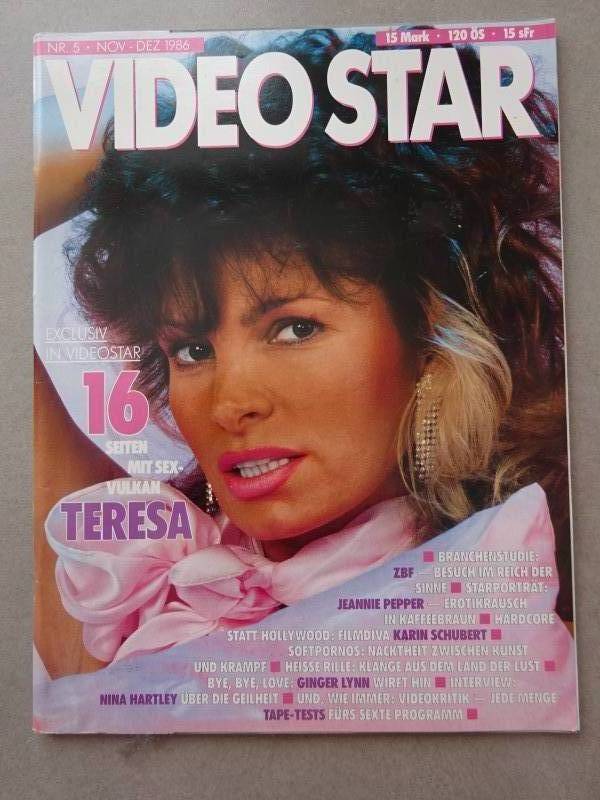 NR. 5 · NOV - DEZ 1986
15 Mark · 120 ÖS · 15 sFr
VIDEO STAR
EXCLUSIV
IN VIDEOSTAR
16
SEITEN
MIT SEX-
VULKAN
TERESA
■ BRANCHENSTUDIE:
ZBF — BESUCH IM REICH DER
SINNE ■ STARPORTRÄT:
JEANNIE PEPPER — EROTIKRAUSCH
IN KAFFEEBRAUN ■ HARDCORE
STATT HOLLYWOOD: FILMDIVA KARIN SCHUBERT ■
SOFTPORNOS: NACKTHEIT ZWISCHEN KUNST
UND KRAMPF ■ HEISSE RILLE: KLÄNGE AUS DEM LAND DER LUST ■
BYE, BYE, LOVE: GINGER LYNN WIRFT HIN ■ INTERVIEW:
NINA HARTLEY ÜBER DIE GEILHEIT ■ UND, WIE IMMER: VIDEOKRITIK — JEDE MENGE
TAPE-TESTS FÜRS SEXTE PROGRAMM ■